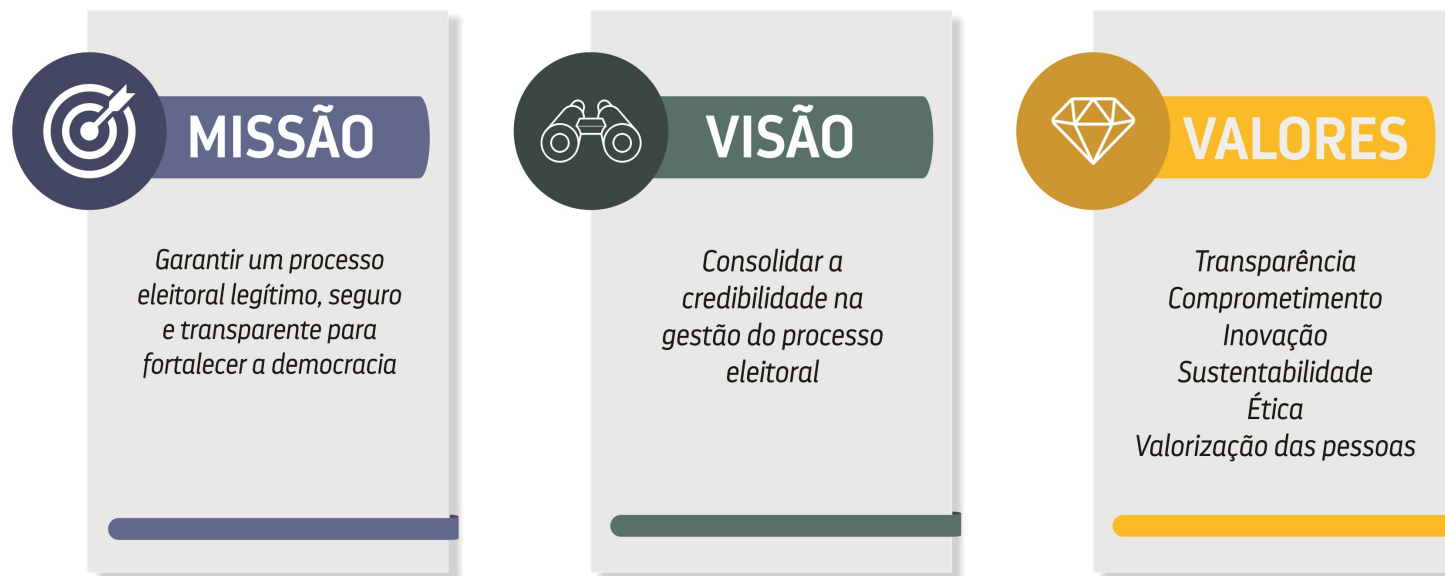 MISSÃO
Garantir um processo
eleitoral legítimo, seguro
e transparente para
fortalecer a democracia
VISÃO
Consolidar a
credibilidade na
gestão do processo
eleitoral
VALORES
Transparência
Comprometimento
Inovação
Sustentabilidade
Ética
Valorização das pessoas